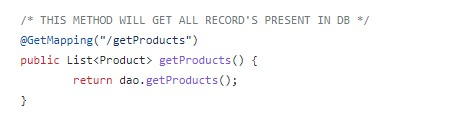 /* THIS METHOD WILL GET ALL RECORD'S PRESENT IN DB */
@GetMapping("/getProducts")
public List<Product> getProducts() {
        return dao.getProducts();
}